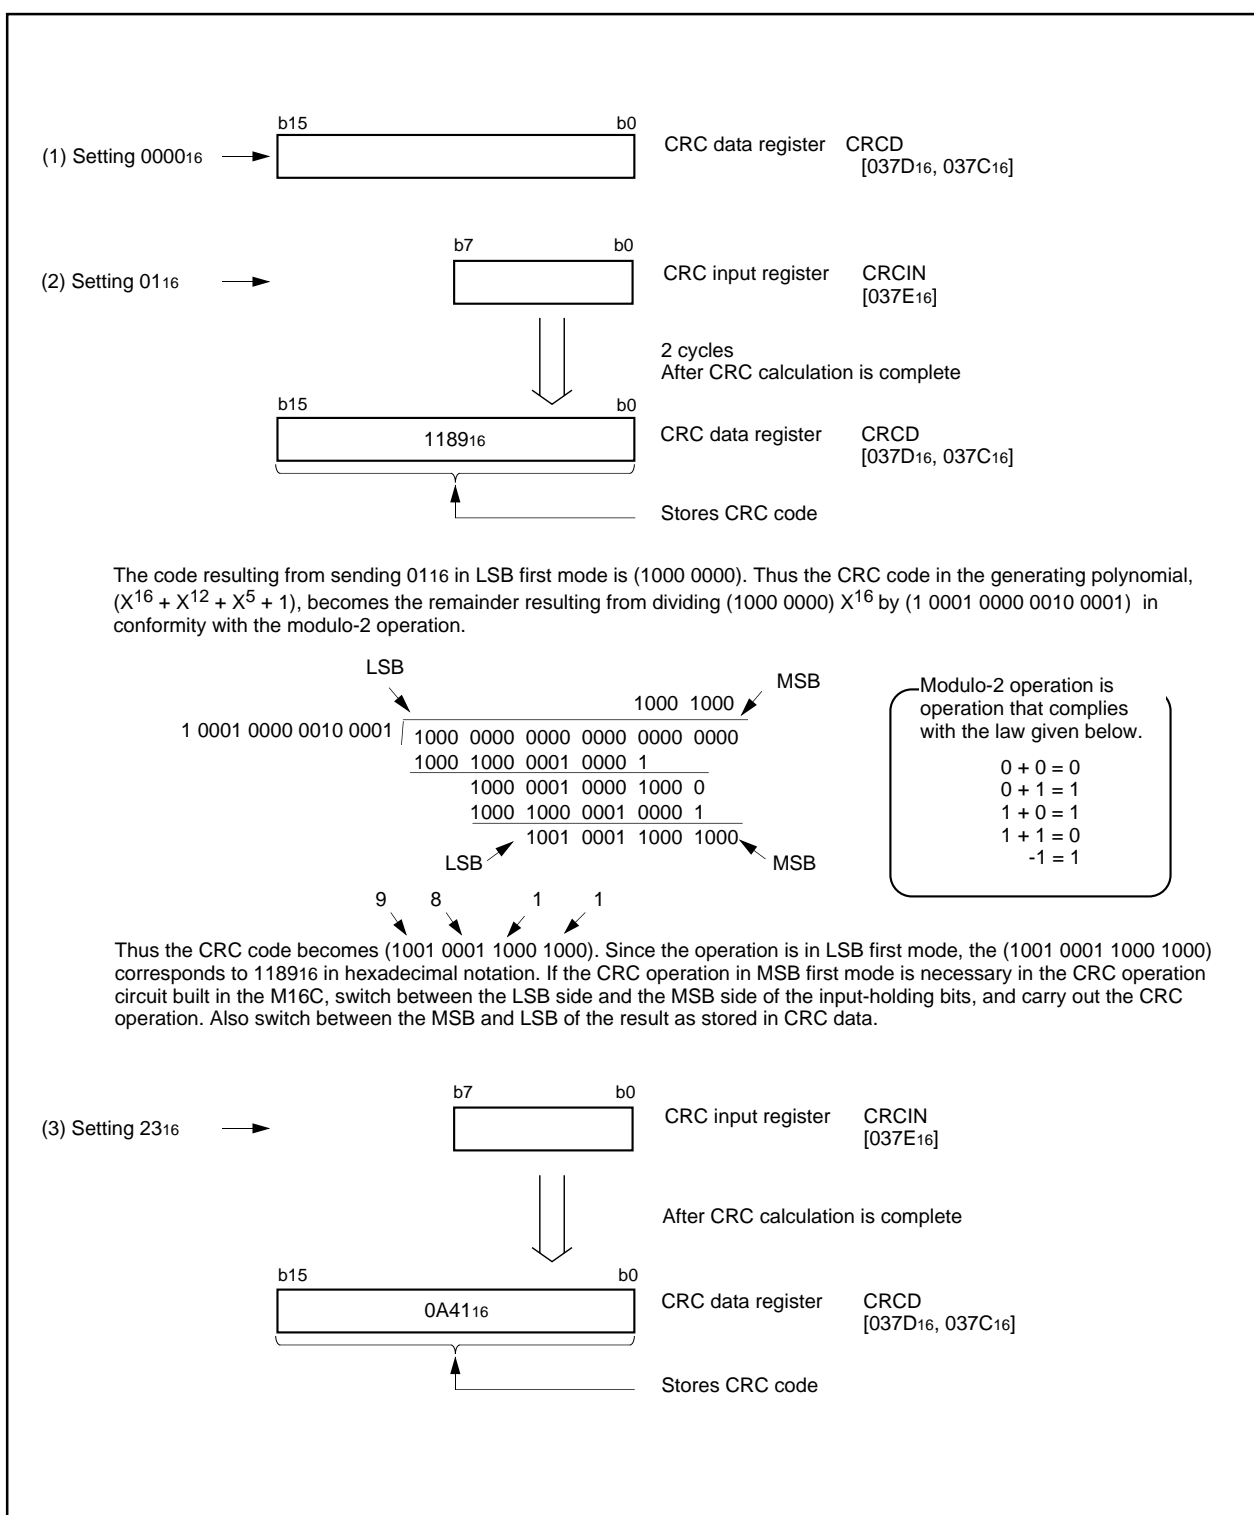 b15 b0
(1) Setting 0000₁₆ CRC data register CRCD
[037D₁₆, 037C₁₆]
b7 b0
(2) Setting 01₁₆ CRC input register CRCIN
[037E₁₆]
2 cycles
After CRC calculation is complete
b15 b0
1189₁₆ CRC data register CRCD
[037D₁₆, 037C₁₆]
Stores CRC code
The code resulting from sending 01₁₆ in LSB first mode is (1000 0000). Thus the CRC code in the generating polynomial,
(X¹⁶ + X¹² + X⁵ + 1), becomes the remainder resulting from dividing (1000 0000) X¹⁶ by (1 0001 0000 0010 0001) in
conformity with the modulo-2 operation.
LSB
MSB
1000 1000
1 0001 0000 0010 0001 1000 0000 0000 0000 0000 0000
1000 1000 0001 0000 1
1000 0001 0000 1000 0
1000 1000 0001 0000 1
1001 0001 1000 1000
LSB MSB
Modulo-2 operation is
operation that complies
with the law given below.
0 + 0 = 0
0 + 1 = 1
1 + 0 = 1
1 + 1 = 0
-1 = 1
9 8 1 1
Thus the CRC code becomes (1001 0001 1000 1000). Since the operation is in LSB first mode, the (1001 0001 1000 1000)
corresponds to 1189₁₆ in hexadecimal notation. If the CRC operation in MSB first mode is necessary in the CRC operation
circuit built in the M16C, switch between the LSB side and the MSB side of the input-holding bits, and carry out the CRC
operation. Also switch between the MSB and LSB of the result as stored in CRC data.
b7 b0
(3) Setting 23₁₆ CRC input register CRCIN
[037E₁₆]
After CRC calculation is complete
b15 b0
0A41₁₆ CRC data register CRCD
[037D₁₆, 037C₁₆]
Stores CRC code